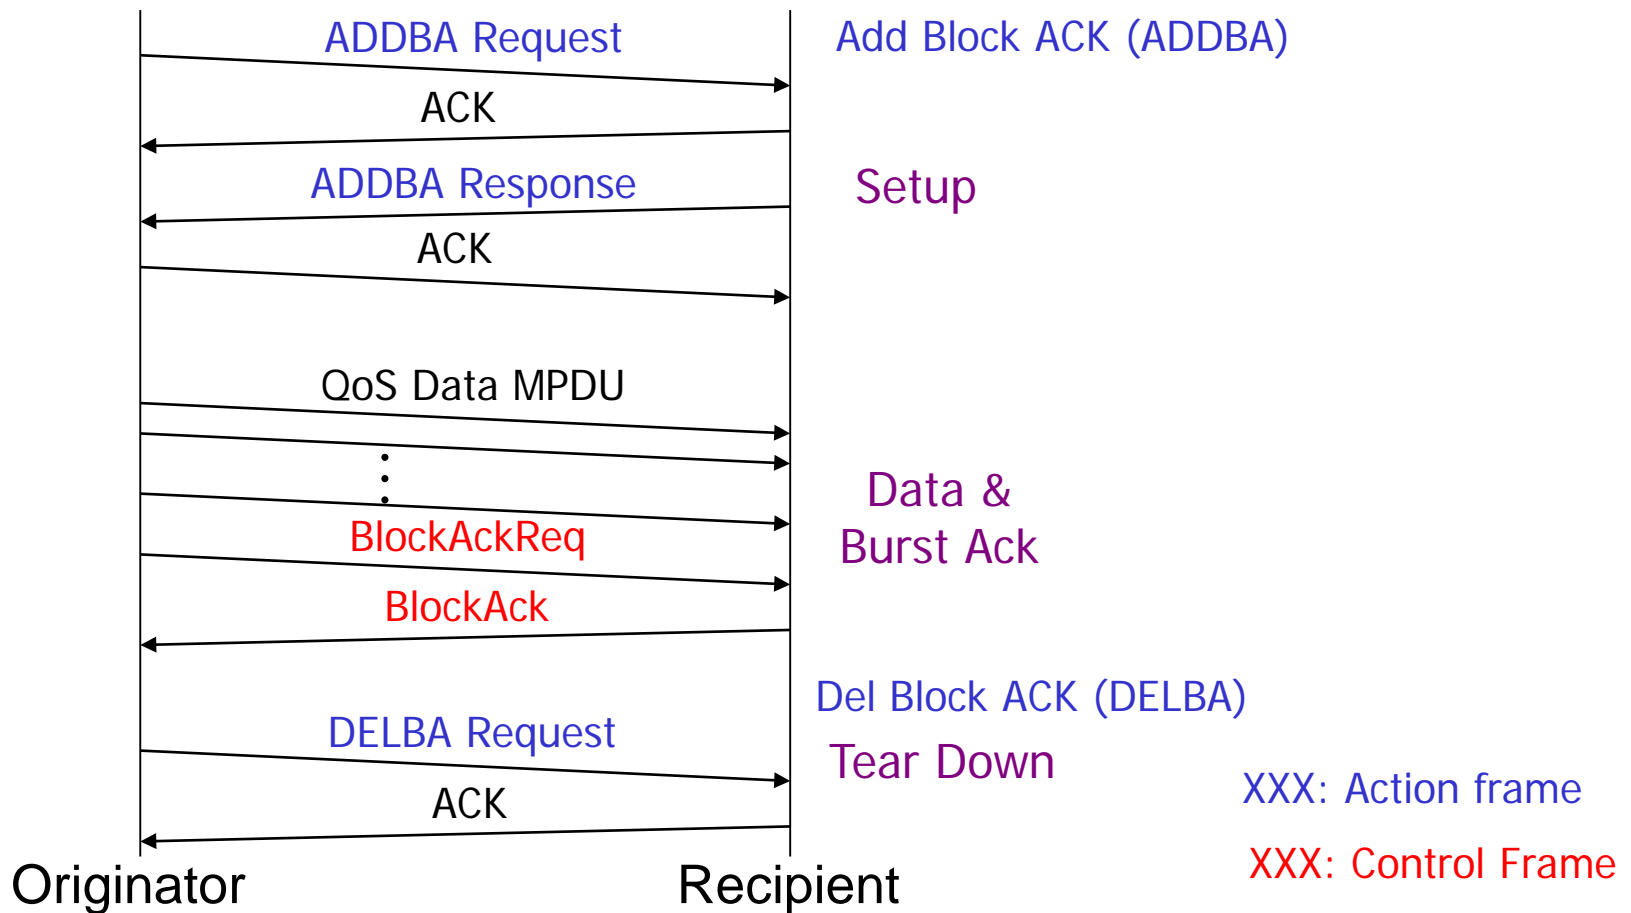 ADDBA Request
Add Block ACK (ADDBA)
ACK
ADDBA Response
Setup
ACK
QoS Data MPDU
Data &
Burst Ack
BlockAckReq
BlockAck
Del Block ACK (DELBA)
DELBA Request
Tear Down
XXX: Action frame
ACK
XXX: Control Frame
Originator
Recipient